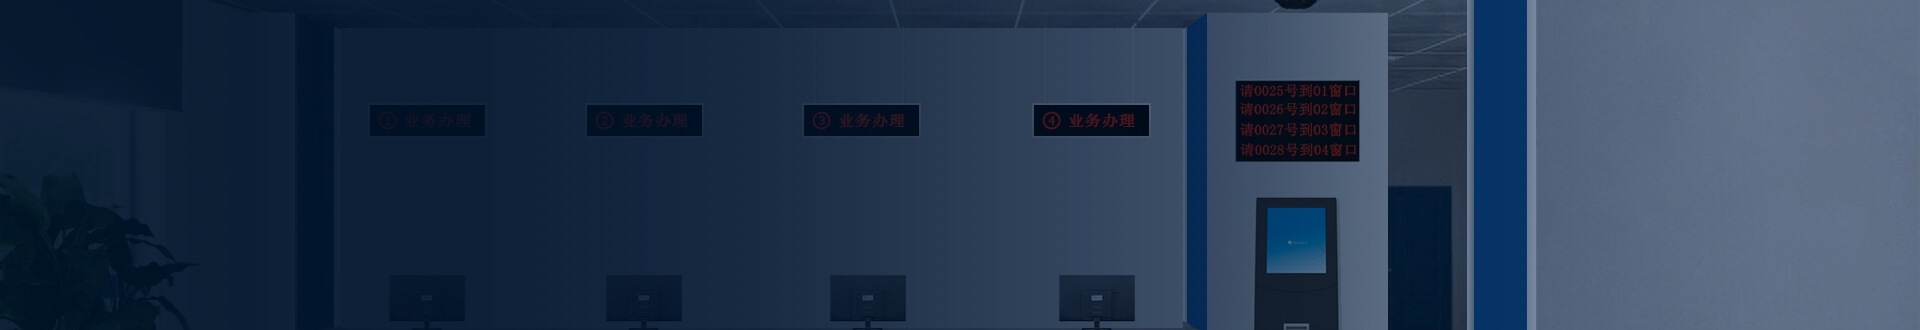 ① 业务办理
② 业务办理
③ 业务办理
④ 业务办理
请0025号到01窗口
请0026号到02窗口
请0027号到03窗口
请0028号到04窗口